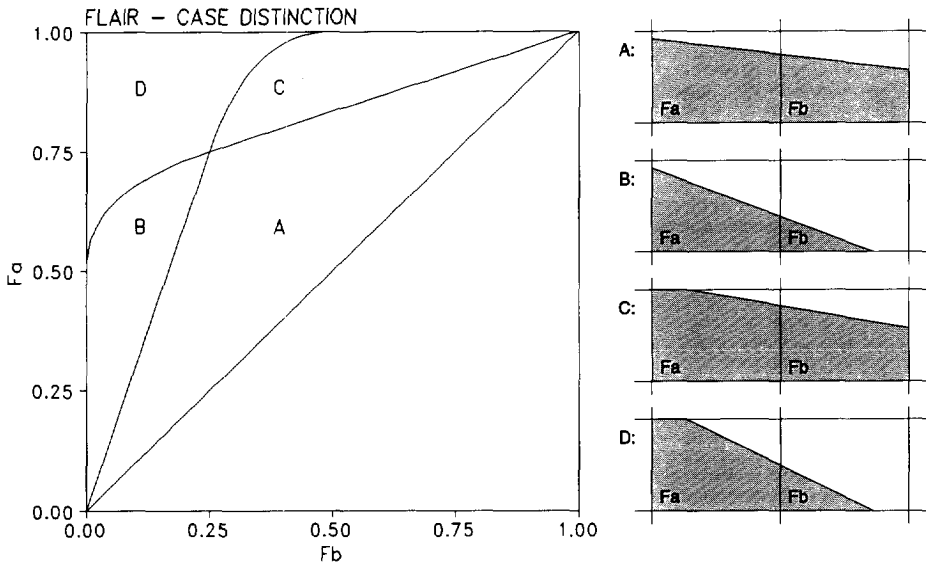 FLAIR – CASE DISTINCTION
1.00
D
C
0.75
B
A
Fa
0.50
0.25
0.00
0.00
0.25
0.50
0.75
1.00
Fb
A:
Fa
Fb
B:
Fa
Fb
C:
Fa
Fb
D:
Fa
Fb